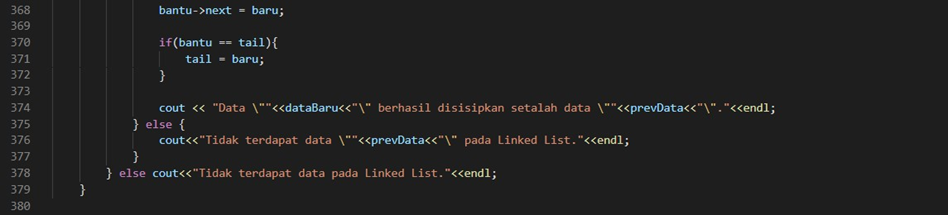 368 bantu->next = baru;
369
370 if(bantu == tail){
371 tail = baru;
372 }
373
374 cout << "Data \""<<dataBaru<<"\" berhasil disisipkan setalah data \""<<prevData<<"\"."<<endl;
375 } else {
376 cout<<"Tidak terdapat data \""<<prevData<<"\" pada Linked List."<<endl;
377 }
378 } else cout<<"Tidak terdapat data pada Linked List."<<endl;
379 }
380